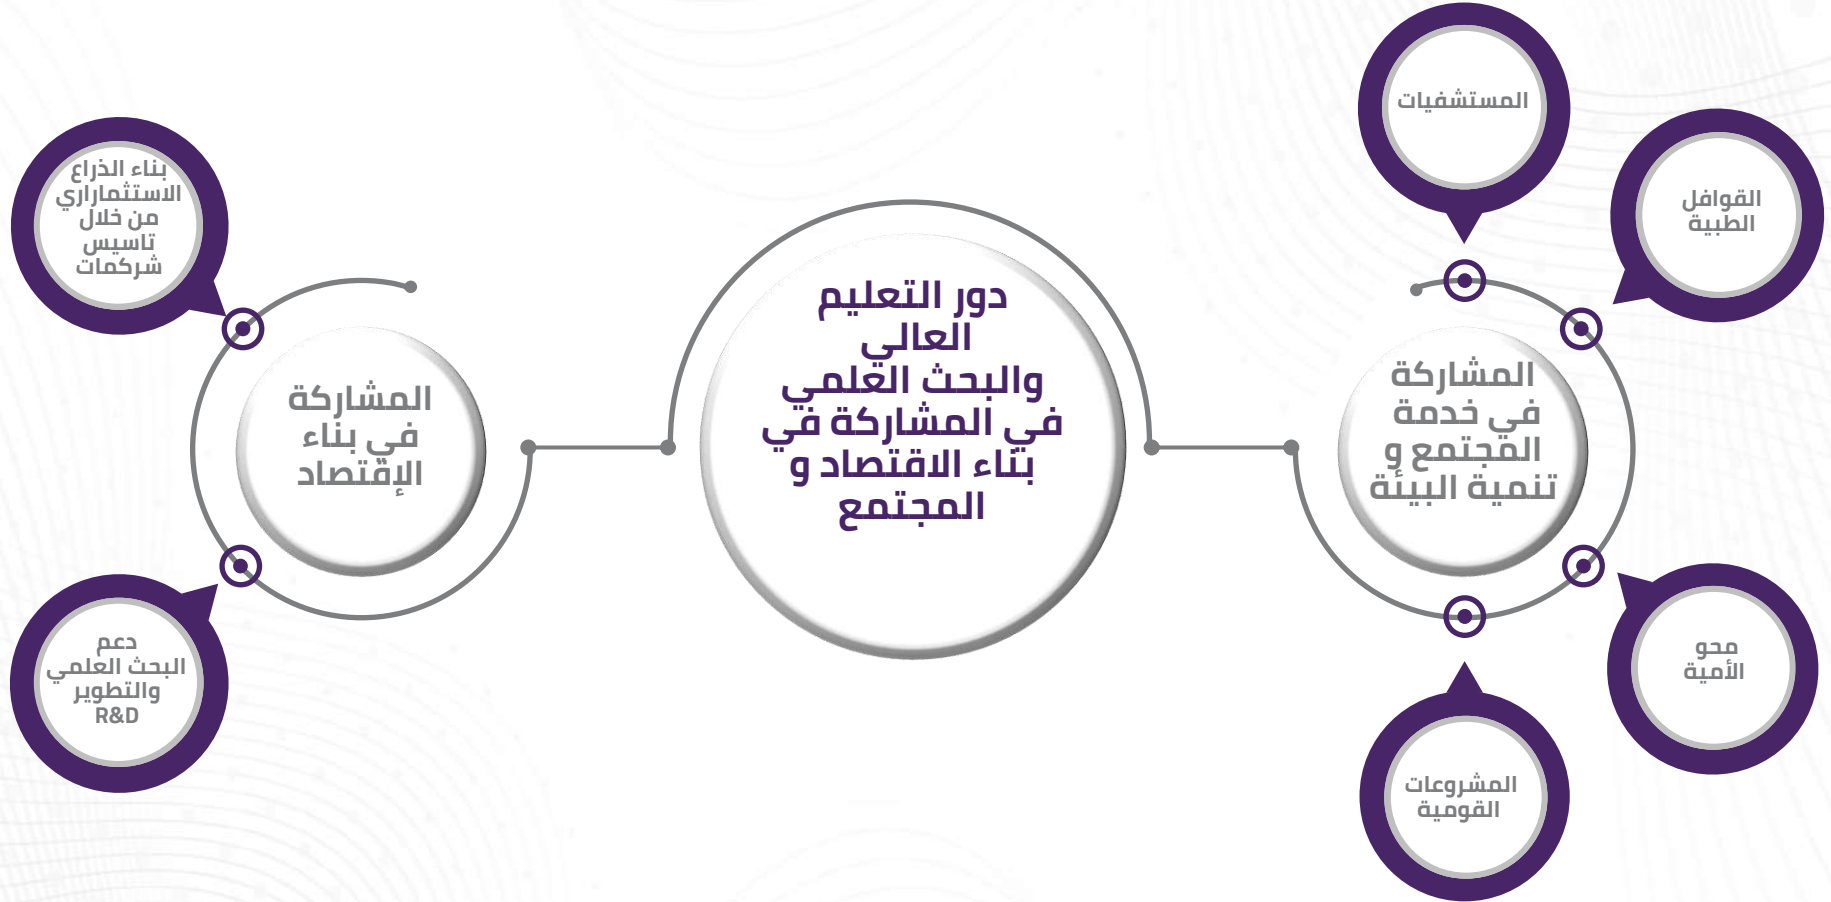 دور التعليم
العالي
والبحث العلمي
في المشاركة في
بناء الاقتصاد و
المجتمع
المشاركة
في خدمة
المجتمع و
تنمية البيئة
المستشفيات
القوافل
الطبية
محو
الأمية
المشروعات
القومية
المشاركة
في بناء
الإقتصاد
بناء الذراع
الاستثماراري
من خلال
تاسيس
شركمات
دعم
البحث العلمي
والتطوير
R&D